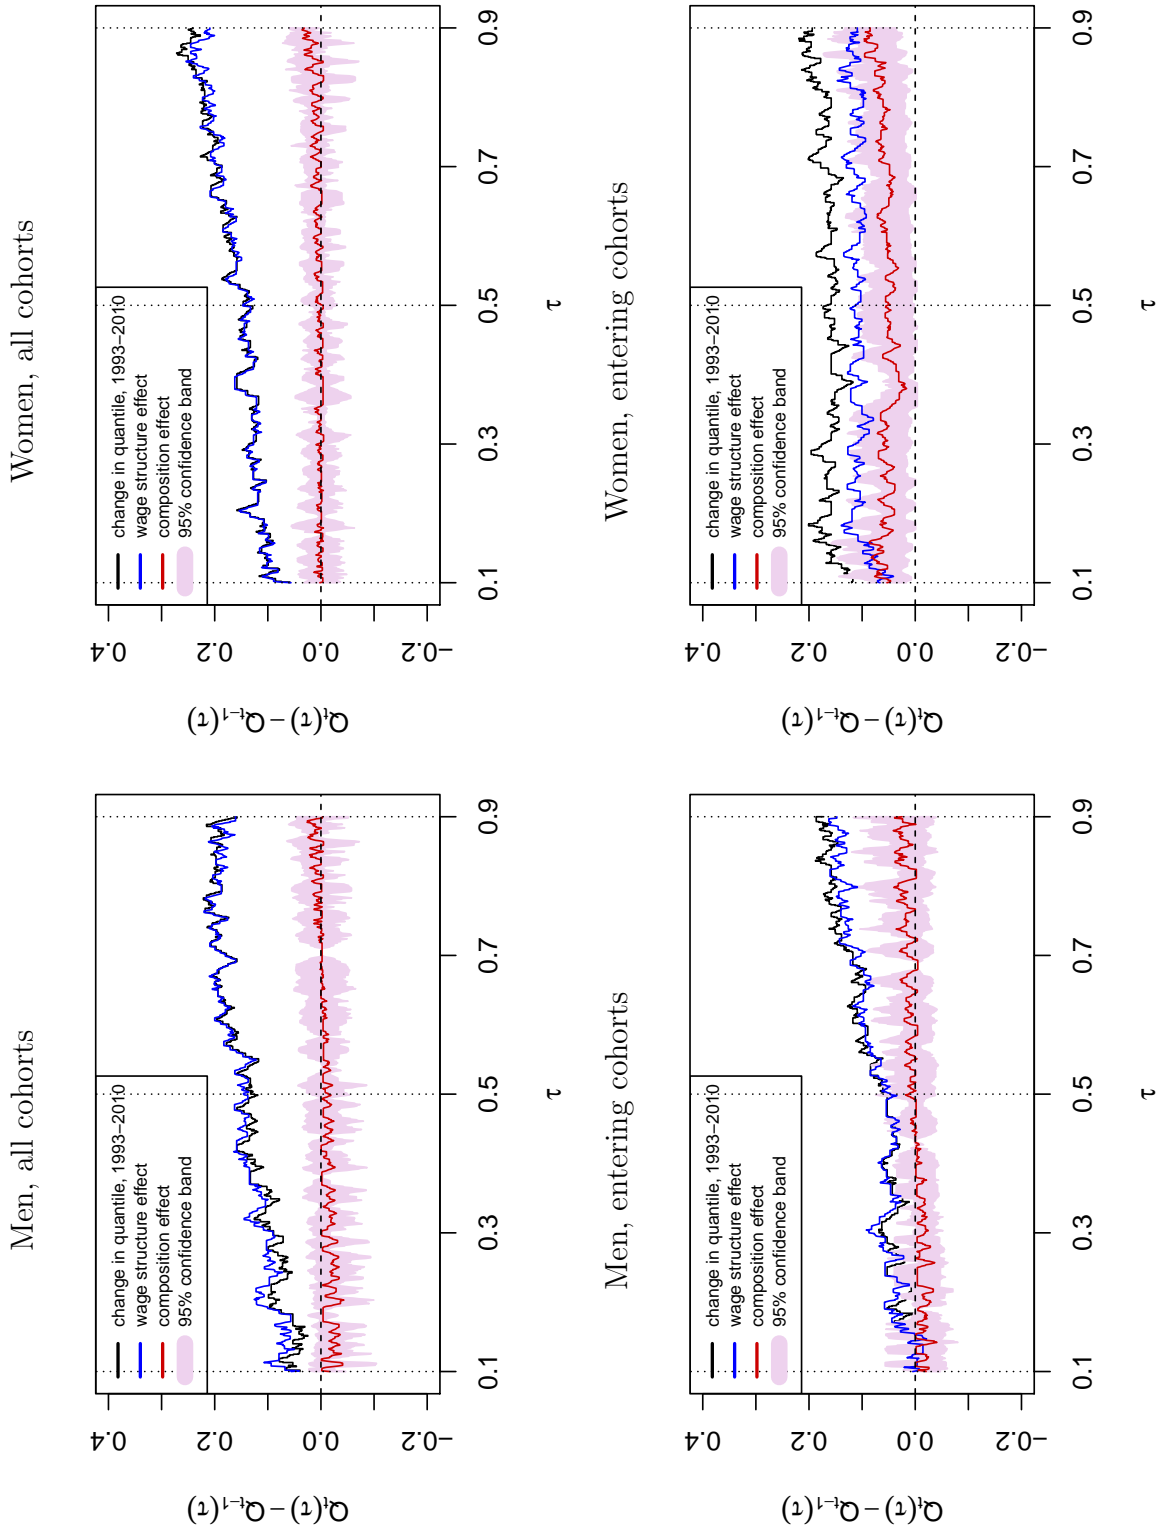 Men, all cohorts
Q_t(τ) − Q_{t−1}(τ)
0.4
0.2
0.0
−0.2
change in quantile, 1993−2010
wage structure effect
composition effect
95% confidence band
0.1
0.3
0.5
0.7
0.9
τ
Women, all cohorts
Q_t(τ) − Q_{t−1}(τ)
0.4
0.2
0.0
−0.2
change in quantile, 1993−2010
wage structure effect
composition effect
95% confidence band
0.1
0.3
0.5
0.7
0.9
τ
Men, entering cohorts
Q_t(τ) − Q_{t−1}(τ)
0.4
0.2
0.0
−0.2
change in quantile, 1993−2010
wage structure effect
composition effect
95% confidence band
0.1
0.3
0.5
0.7
0.9
τ
Women, entering cohorts
Q_t(τ) − Q_{t−1}(τ)
0.4
0.2
0.0
−0.2
change in quantile, 1993−2010
wage structure effect
composition effect
95% confidence band
0.1
0.3
0.5
0.7
0.9
τ